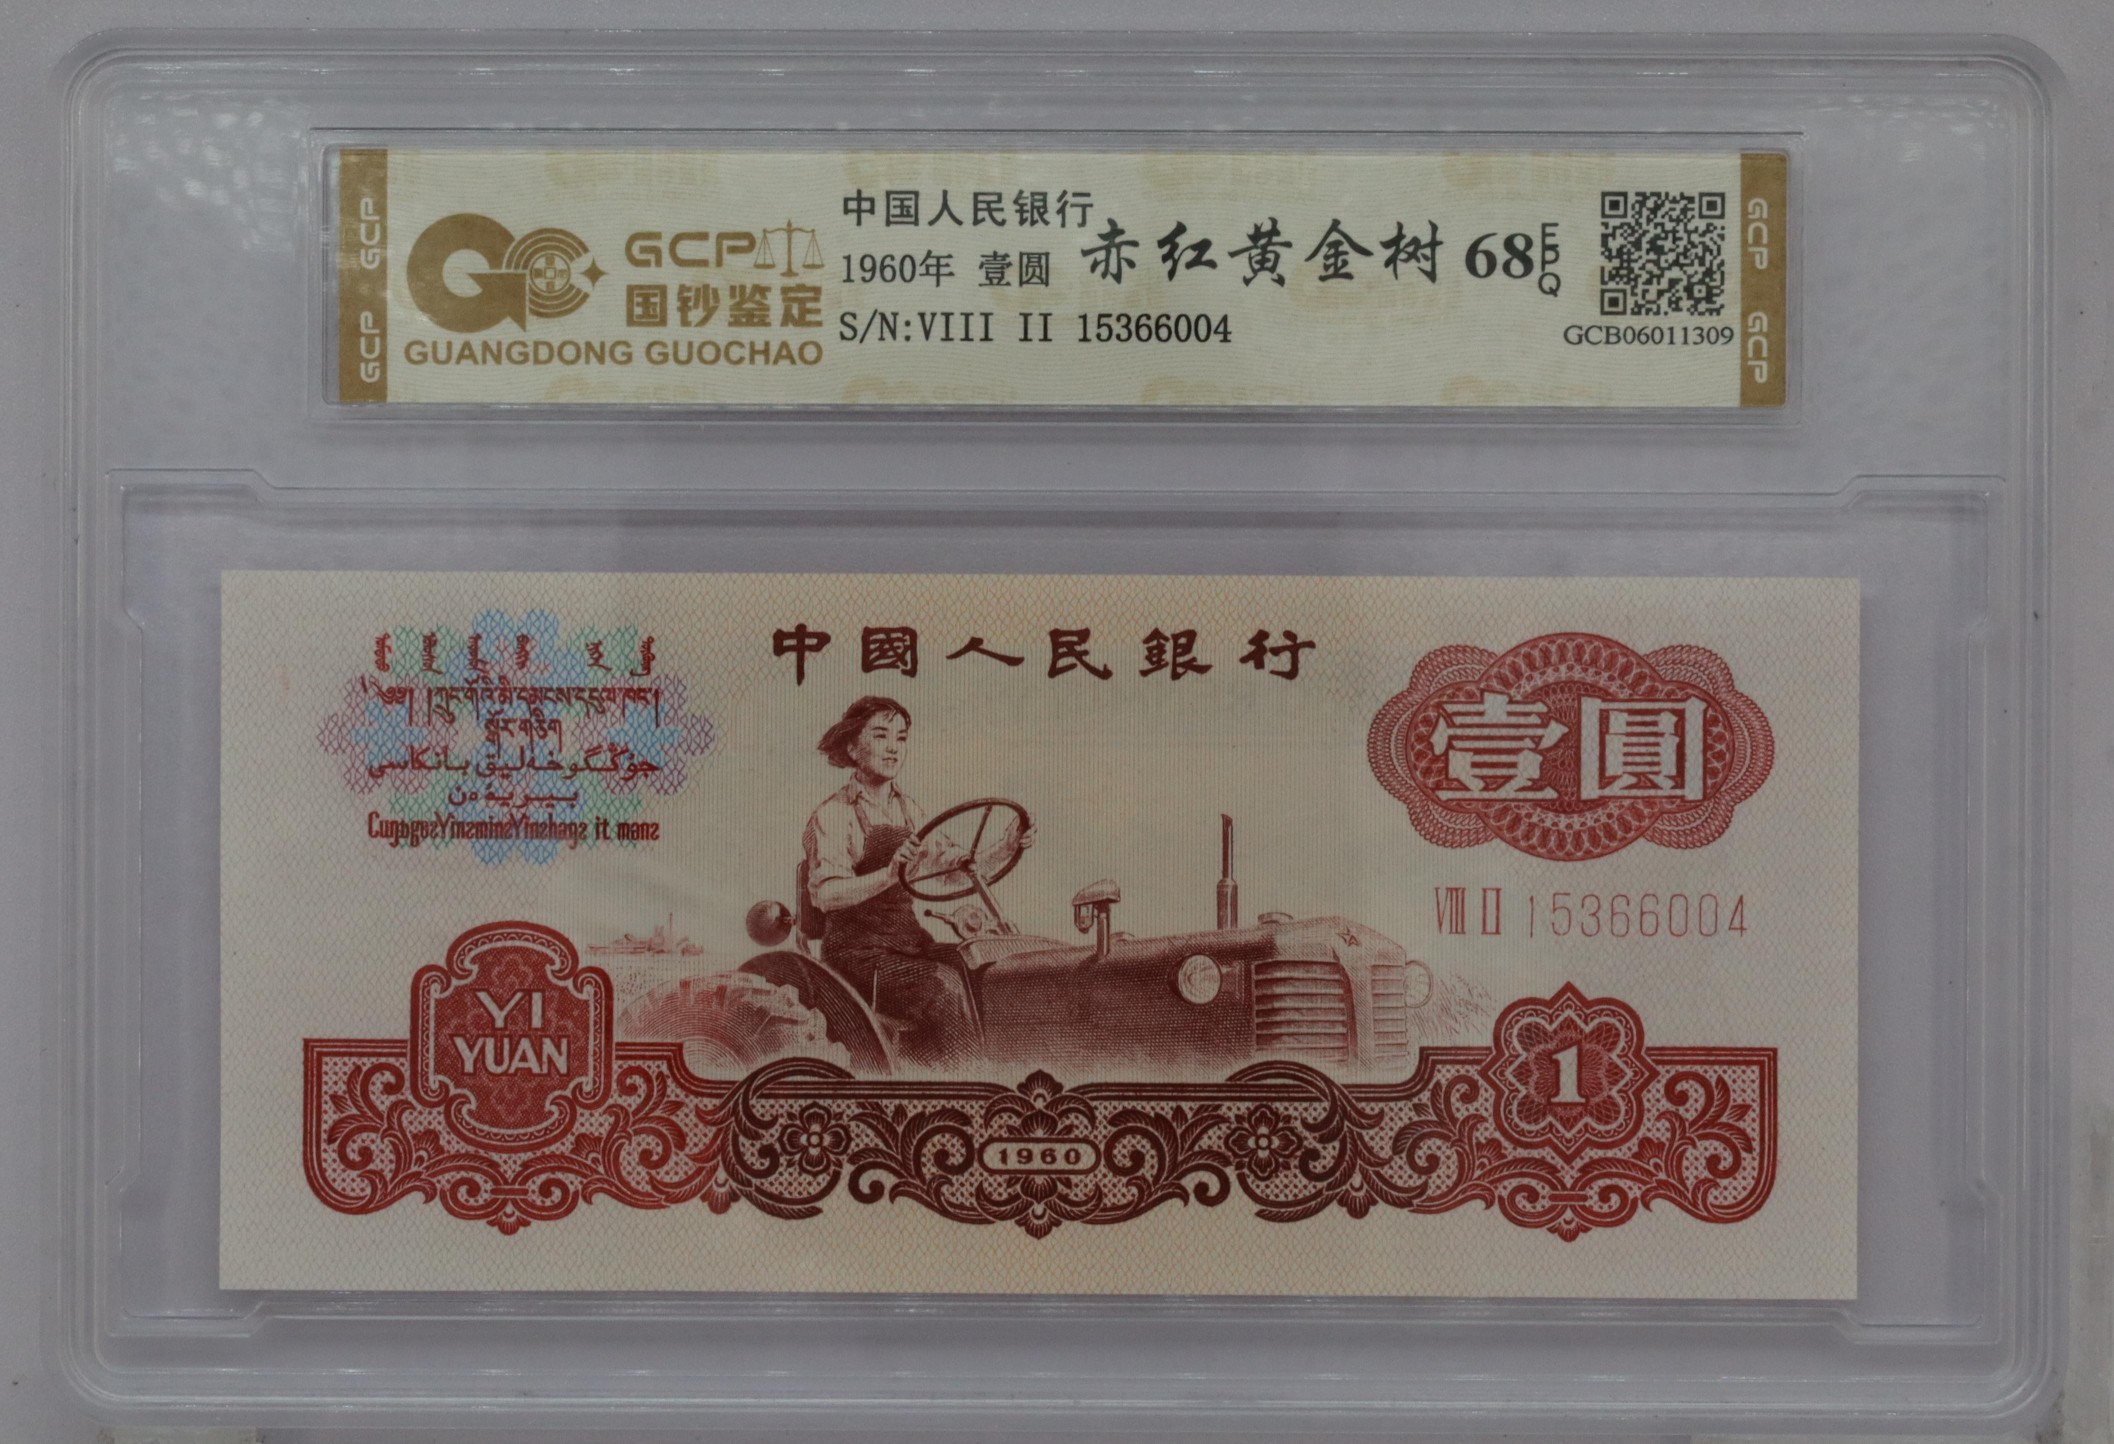 GCP GCP
GCP
国钞鉴定
GUANGDONG GUOCHAO
中国人民银行
1960年 壹圆
S/N:VIII II 15366004
赤红黄金树 68 EPQ
GCB06011309
GCP GCP
中國人民銀行
壹圓
VIII II 15366004
YI
YUAN
1960
1